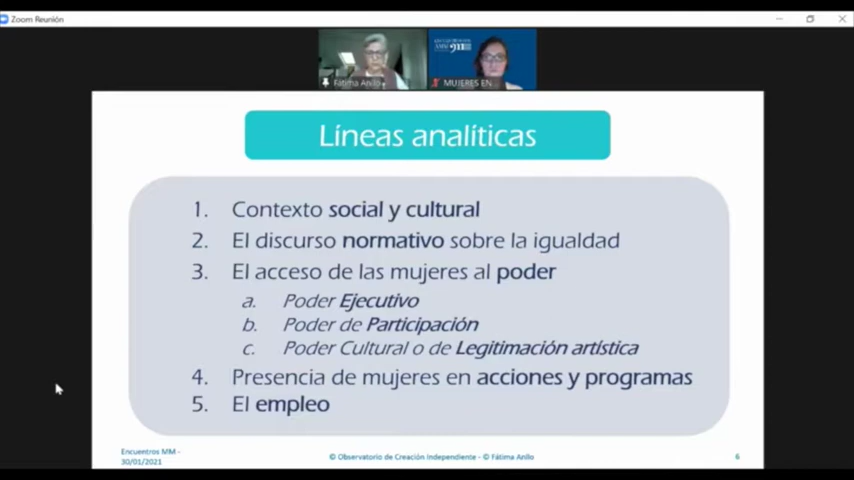 Zoom Reunión
Fátima Anllo
MUJERES EN
Líneas analíticas
1. Contexto social y cultural
2. El discurso normativo sobre la igualdad
3. El acceso de las mujeres al poder
a. Poder Ejecutivo
b. Poder de Participación
c. Poder Cultural o de Legitimación artística
4. Presencia de mujeres en acciones y programas
5. El empleo
Encuentros MM -
30/01/2021
© Observatorio de Creación Independiente - © Fátima Anllo
6